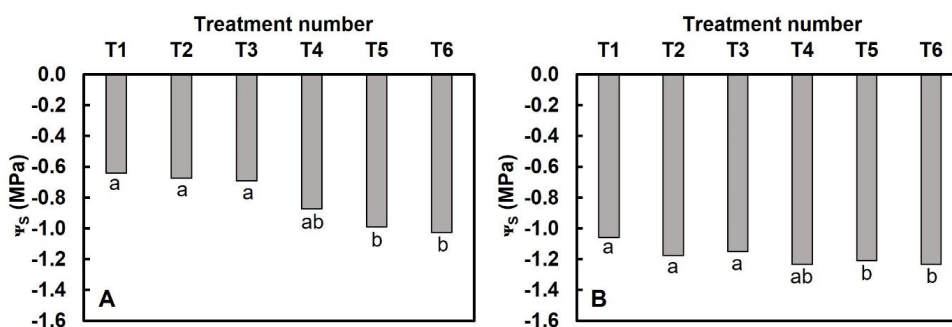 Treatment number
T1 T2 T3 T4 T5 T6
0.0
-0.2
-0.4
-0.6
-0.8
-1.0
-1.2
-1.4
-1.6
Ψs (MPa)
a a a ab b b
A
Treatment number
T1 T2 T3 T4 T5 T6
0.0
-0.2
-0.4
-0.6
-0.8
-1.0
-1.2
-1.4
-1.6
Ψs (MPa)
a a a ab b b
B